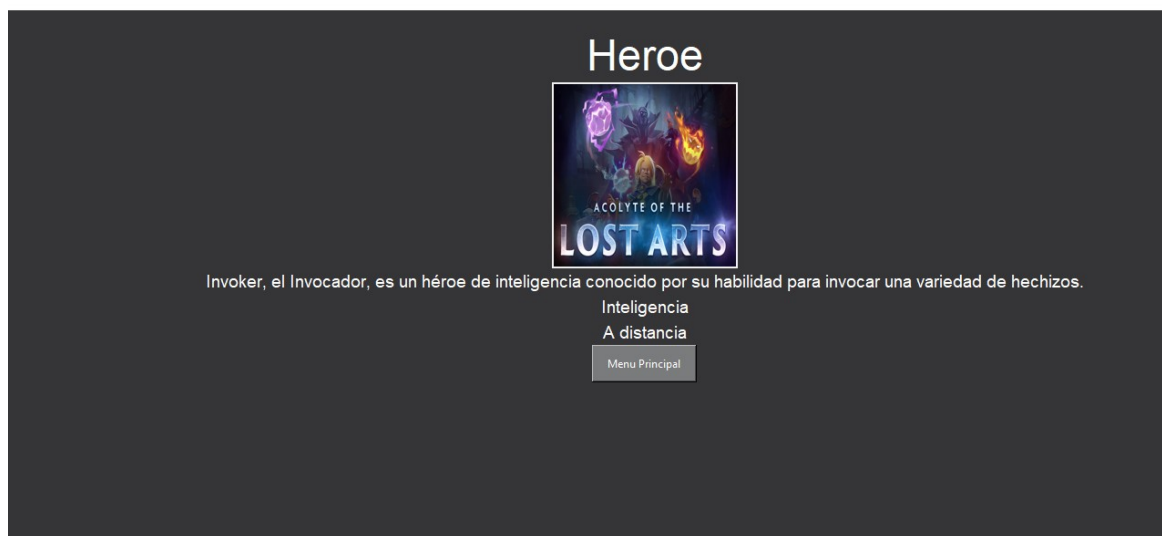 Heroe
ACOLYTE OF THE
LOST ARTS
Invoker, el Invocador, es un héroe de inteligencia conocido por su habilidad para invocar una variedad de hechizos.
Inteligencia
A distancia
Menu Principal